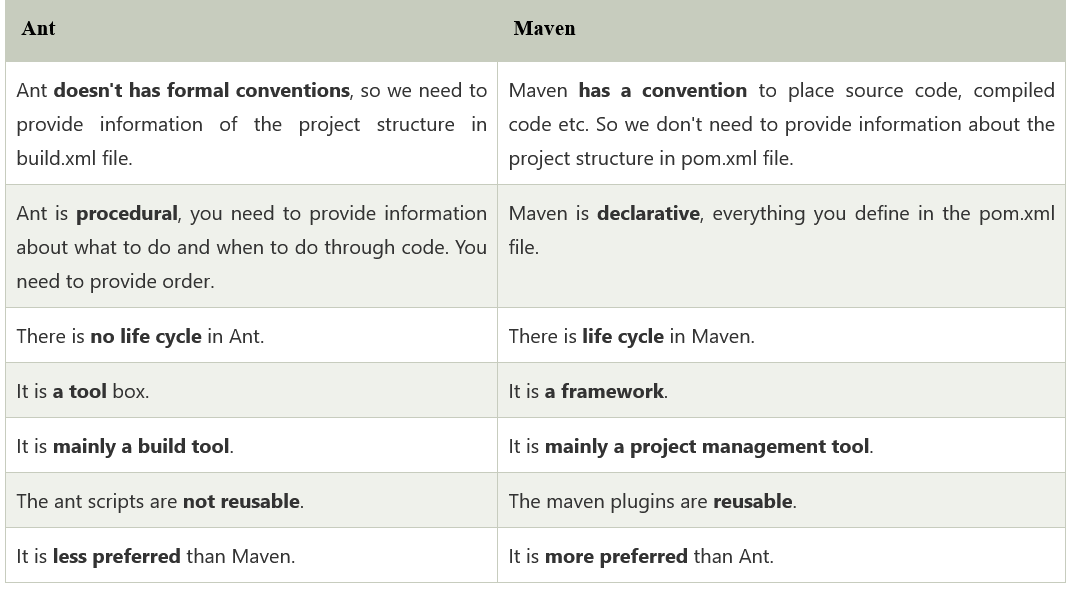 Ant
Maven
Ant doesn't has formal conventions, so we need to
provide information of the project structure in
build.xml file.
Maven has a convention to place source code, compiled
code etc. So we don't need to provide information about the
project structure in pom.xml file.
Ant is procedural, you need to provide information
about what to do and when to do through code. You
need to provide order.
Maven is declarative, everything you define in the pom.xml
file.
There is no life cycle in Ant.
There is life cycle in Maven.
It is a tool box.
It is a framework.
It is mainly a build tool.
It is mainly a project management tool.
The ant scripts are not reusable.
The maven plugins are reusable.
It is less preferred than Maven.
It is more preferred than Ant.